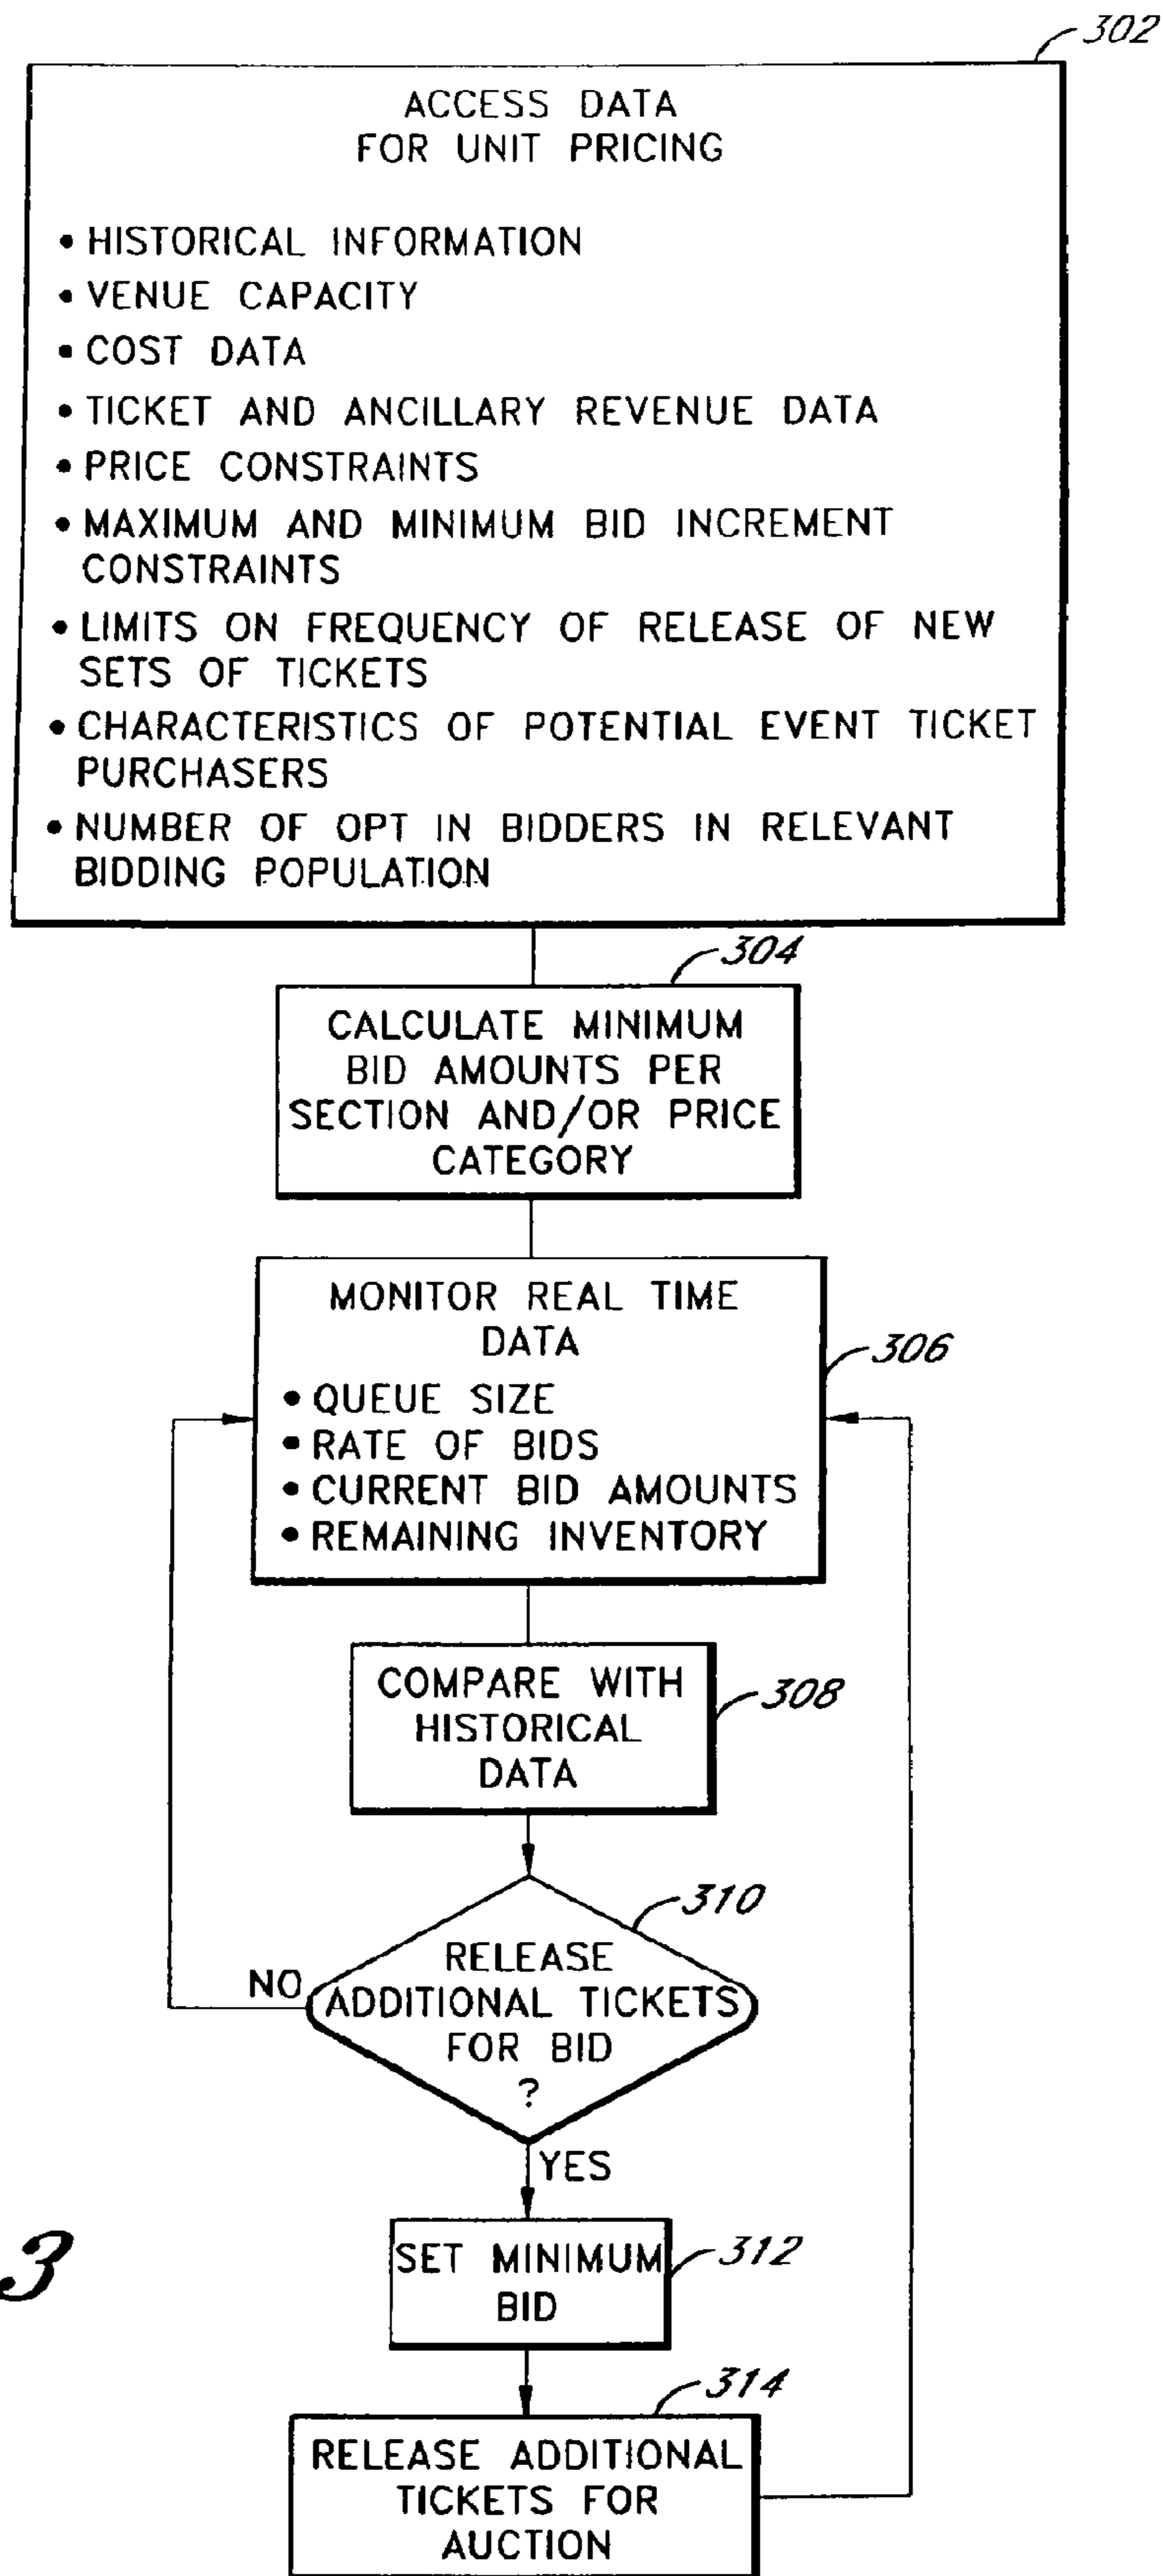 302
ACCESS DATA
FOR UNIT PRICING
• HISTORICAL INFORMATION
• VENUE CAPACITY
• COST DATA
• TICKET AND ANCILLARY REVENUE DATA
• PRICE CONSTRAINTS
• MAXIMUM AND MINIMUM BID INCREMENT
CONSTRAINTS
• LIMITS ON FREQUENCY OF RELEASE OF NEW
SETS OF TICKETS
• CHARACTERISTICS OF POTENTIAL EVENT TICKET
PURCHASERS
• NUMBER OF OPT IN BIDDERS IN RELEVANT
BIDDING POPULATION
304
CALCULATE MINIMUM
BID AMOUNTS PER
SECTION AND/OR PRICE
CATEGORY
MONITOR REAL TIME
DATA
306
• QUEUE SIZE
• RATE OF BIDS
• CURRENT BID AMOUNTS
• REMAINING INVENTORY
COMPARE WITH
308
HISTORICAL
DATA
310
RELEASE
NO
ADDITIONAL TICKETS
FOR BID
?
YES
3
SET MINIMUM
312
BID
314
RELEASE ADDITIONAL
TICKETS FOR
AUCTION